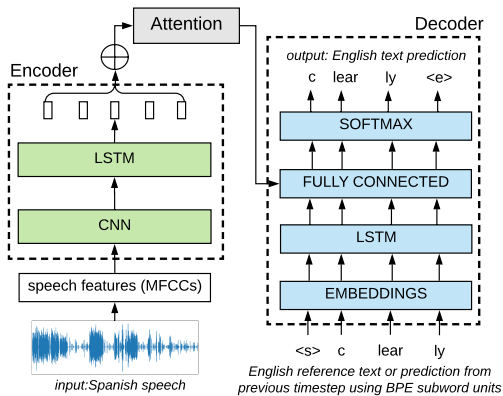 Attention
Decoder
output: English text prediction
c lear ly <e>
SOFTMAX
FULLY CONNECTED
LSTM
EMBEDDINGS
<s> c lear ly
English reference text or prediction from
previous timestep using BPE subword units
Encoder
LSTM
CNN
speech features (MFCCs)
input:Spanish speech